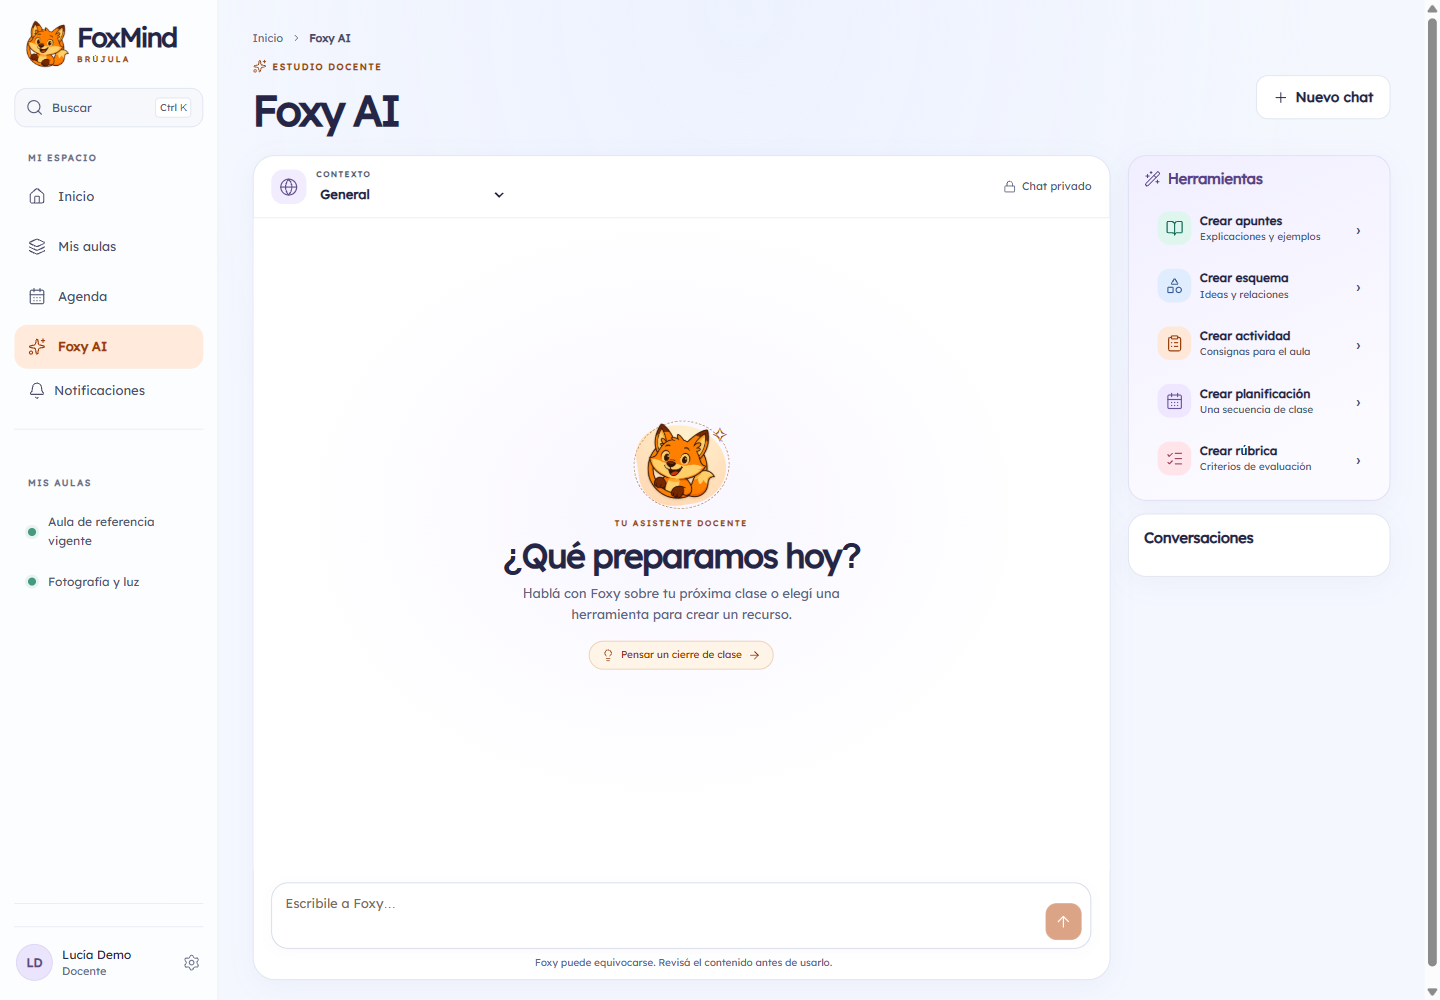 FoxMind
BRÚJULA
Buscar
Ctrl K
MI ESPACIO
Inicio
Mis aulas
Agenda
Foxy AI
Notificaciones
MIS AULAS
Aula de referencia
vigente
Fotografía y luz
LD
Lucía Demo
Docente
Inicio > Foxy AI
ESTUDIO DOCENTE
Foxy AI
+ Nuevo chat
CONTEXTO
General
Chat privado
TU ASISTENTE DOCENTE
¿Qué preparamos hoy?
Hablá con Foxy sobre tu próxima clase o elegí una
herramienta para crear un recurso.
Pensar un cierre de clase
Escribile a Foxy...
Foxy puede equivocarse. Revisá el contenido antes de usarlo.
Herramientas
Crear apuntes
Explicaciones y ejemplos
Crear esquema
Ideas y relaciones
Crear actividad
Consignas para el aula
Crear planificación
Una secuencia de clase
Crear rúbrica
Criterios de evaluación
Conversaciones